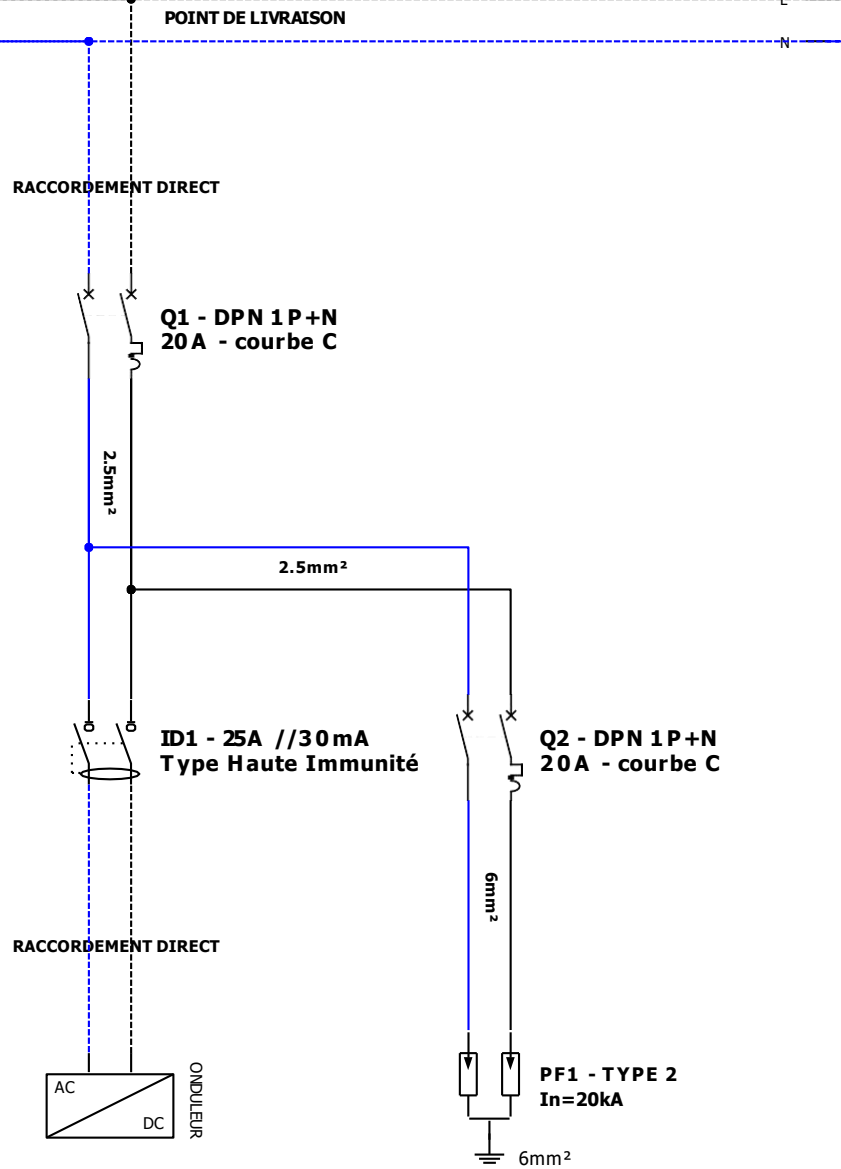 L
POINT DE LIVRAISON
N
RACCORDEMENT DIRECT
Q1 - DPN 1P+N
20A - courbe C
2.5mm²
2.5mm²
ID1 - 25A //30mA
Type Haute Immunité
Q2 - DPN 1P+N
20A - courbe C
6mm²
RACCORDEMENT DIRECT
ONDULEUR
AC
DC
PF1 - TYPE 2
In=20kA
6mm²